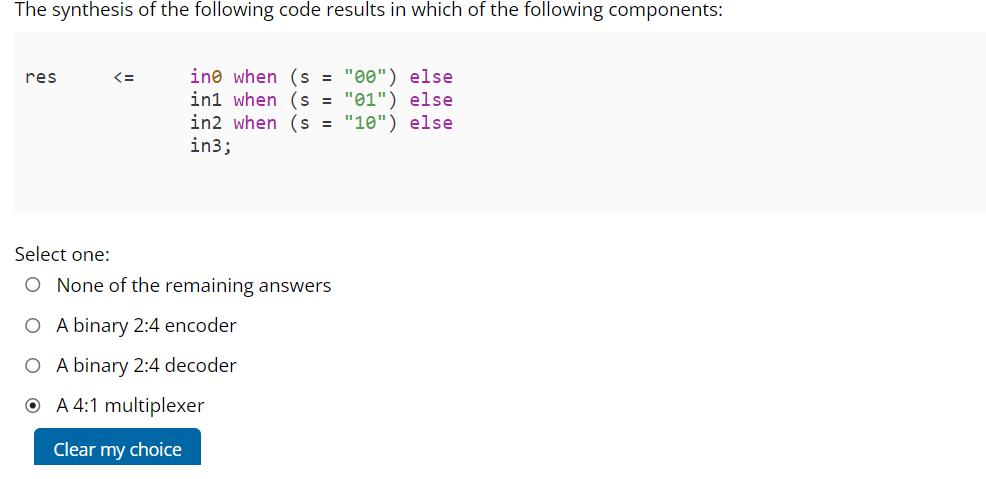 The synthesis of the following code results in which of the following components:
res <= in0 when (s = "00") else
in1 when (s = "01") else
in2 when (s = "10") else
in3;
Select one:
None of the remaining answers
A binary 2:4 encoder
A binary 2:4 decoder
A 4:1 multiplexer
Clear my choice